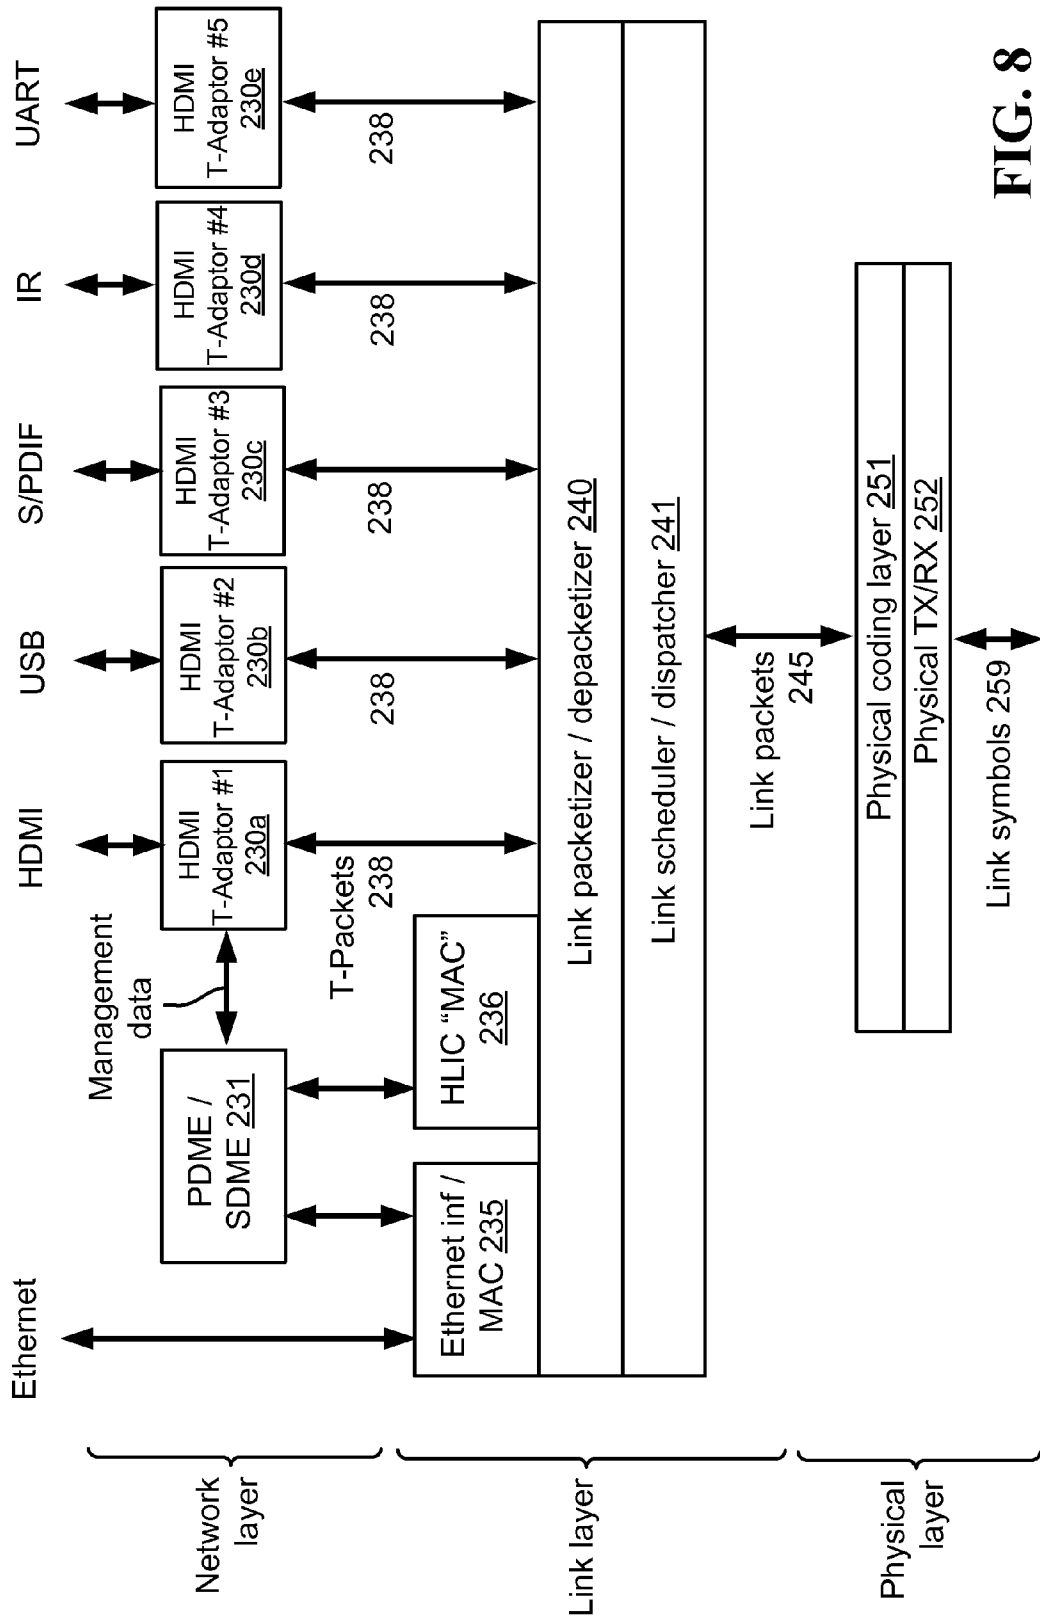 Ethernet
HDMI
USB
S/PDIF
IR
UART
Network
layer
Management
data
PDME /
SDME 231
HDMI
T-Adaptor #1
230a
HDMI
T-Adaptor #2
230b
HDMI
T-Adaptor #3
230c
HDMI
T-Adaptor #4
230d
HDMI
T-Adaptor #5
230e
T-Packets
238
238
238
238
238
Link layer
Ethernet inf /
MAC 235
HLIC “MAC”
236
Link packetizer / depacketizer 240
Link scheduler / dispatcher 241
Link packets
245
Physical
layer
Physical coding layer 251
Physical TX/RX 252
Link symbols 259
FIG. 8